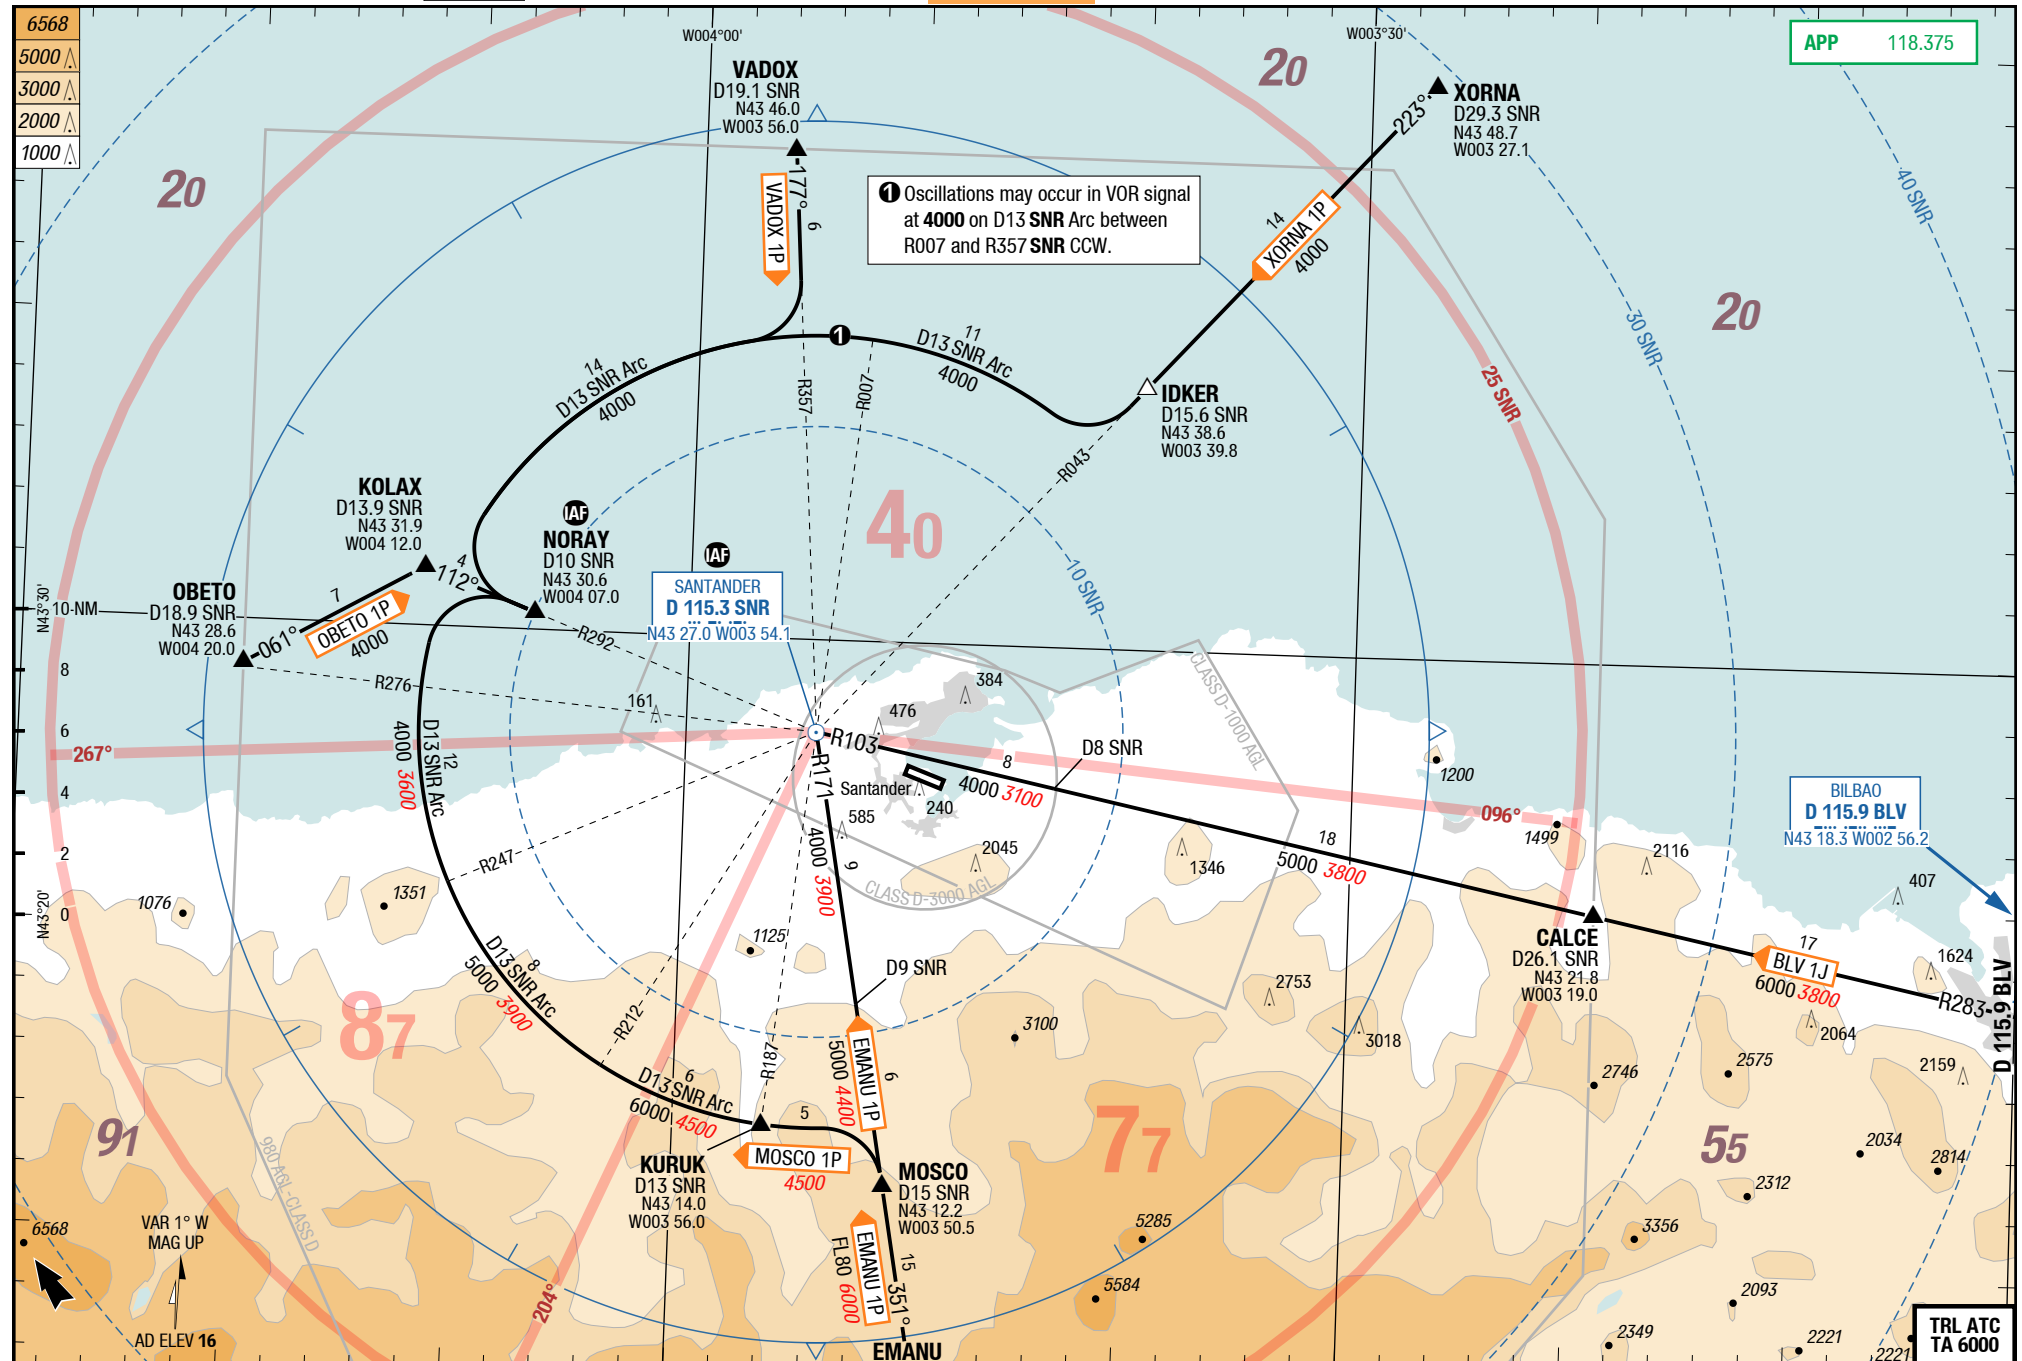 6568
5000
3000
2000
1000
W004°00'
W003°30'
APP 118.375
20
20
20
VADOX
D19.1 SNR
N43 46.0
W003 56.0
177°
6
VADOX 1P
XORNA
D29.3 SNR
N43 48.7
W003 27.1
223°
14
XORNA 1P
4000
40 SNR
30 SNR
25 SNR
10 SNR
1 Oscillations may occur in VOR signal
at 4000 on D13 SNR Arc between
R007 and R357 SNR CCW.
1
11
D13 SNR Arc
4000
14
D13 SNR Arc
4000
R357
R007
R043
IDKER
D15.6 SNR
N43 38.6
W003 39.8
40
KOLAX
D13.9 SNR
N43 31.9
W004 12.0
4
112°
IAF
NORAY
D10 SNR
N43 30.6
W004 07.0
IAF
SANTANDER
D 115.3 SNR
N43 27.0 W003 54.1
OBETO
D18.9 SNR
N43 28.6
W004 20.0
061°
7
OBETO 1P
4000
N43°30'
10-NM
8
6
4
2
0
N43°20'
R292
R276
161
384
476
CLASS D-1000 AGL
267°
R103
D8 SNR
8
4000 3100
096°
1200
1499
12
D13 SNR Arc
4000 3600
R171
Santander
240
585
2045
CLASS D-3000 AGL
9
4000 3900
18
5000 3800
1346
2116
407
BILBAO
D 115.9 BLV
N43 18.3 W002 56.2
R247
1076
1351
1125
8
D13 SNR Arc
5000 3900
R212
R187
D9 SNR
CALCE
D26.1 SNR
N43 21.8
W003 19.0
17
BLV 1J
6000 3800
1624
R283
D 115.9 BLV
2064
2159
87
3100
2753
3018
2746
2575
6
D13 SNR Arc
6000 4500
6
EMANU 1P
5000 4400
5
MOSCO 1P
4500
KURUK
D13 SNR
N43 14.0
W003 56.0
MOSCO
D15 SNR
N43 12.2
W003 50.5
77
55
91
2034
2814
2312
3356
2093
2349
2221
2221
5285
5584
980 AGL-CLASS D
204°
6568
VAR 1° W
MAG UP
AD ELEV 16
15
EMANU 1P
FL80 6000
351°
EMANU
TRL ATC
TA 6000